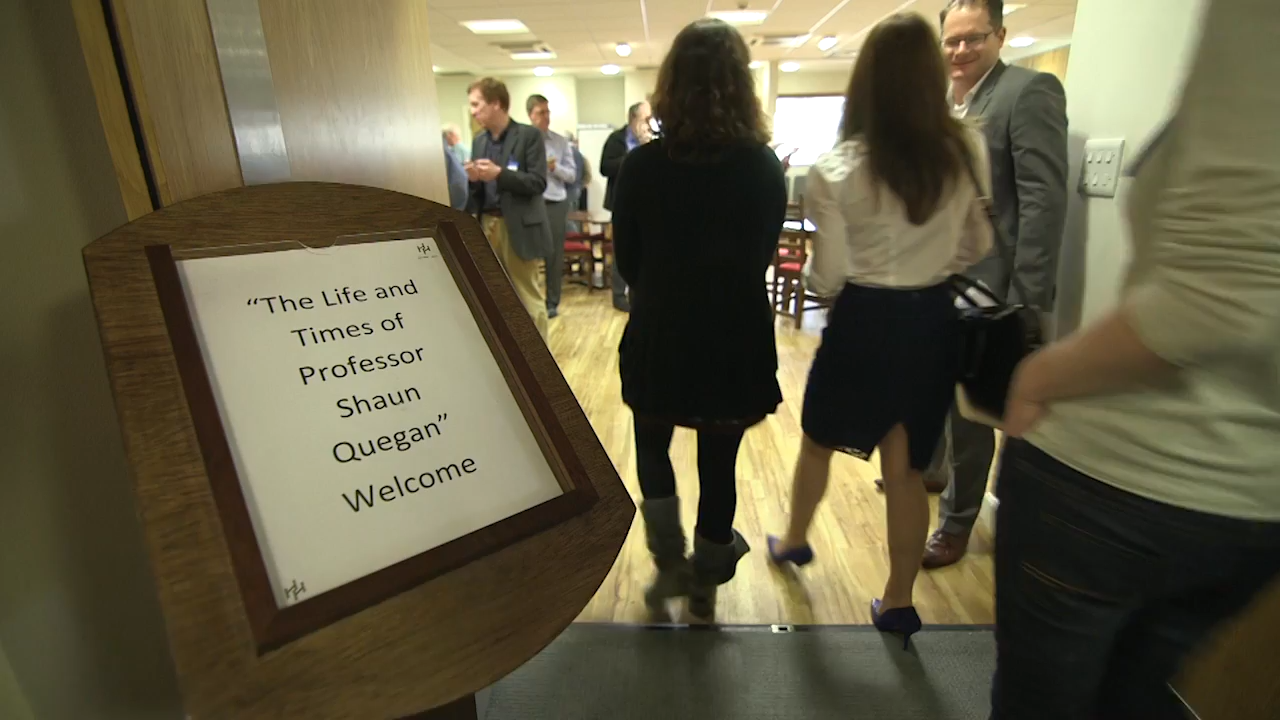 “The Life and
Times of
Professor
Shaun
Quegan”
Welcome